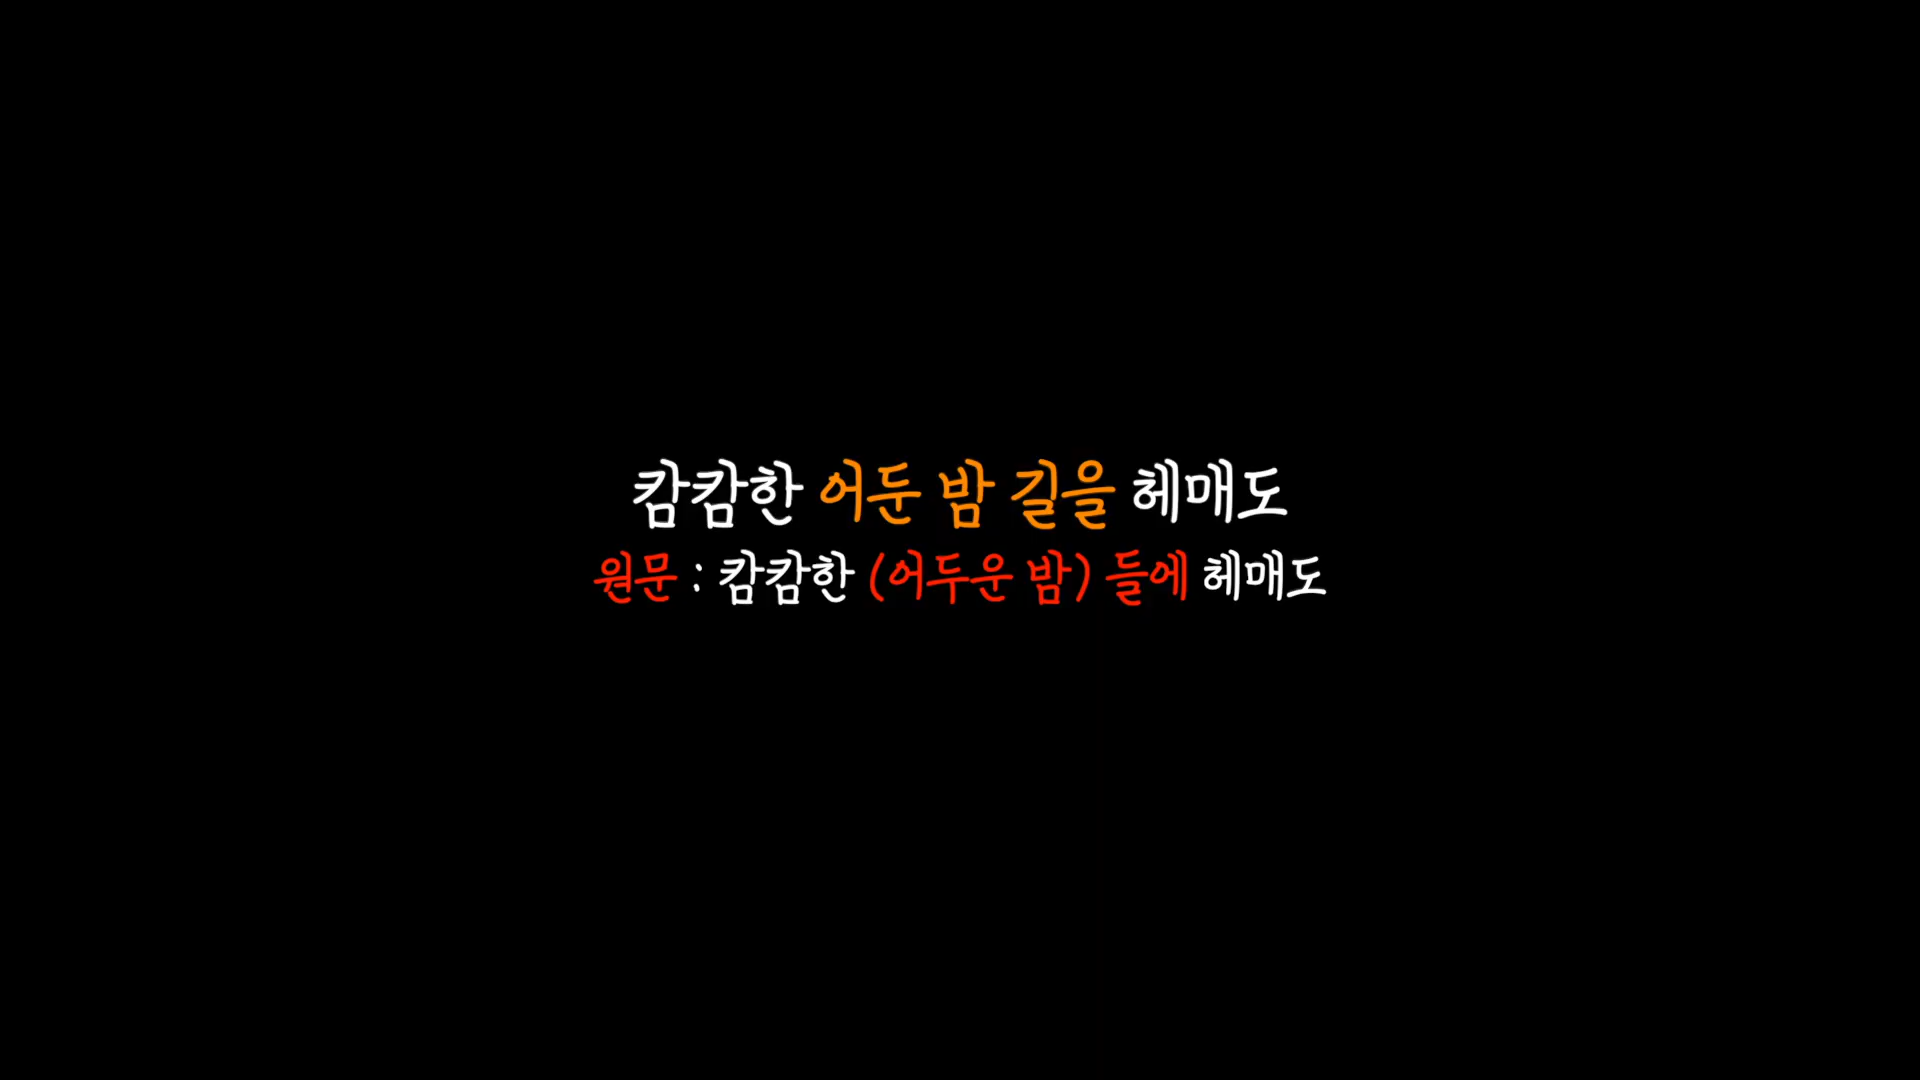 캄캄한 어둔 밤 길을 헤매도
원문 : 캄캄한 (어두운 밤) 들에 헤매도